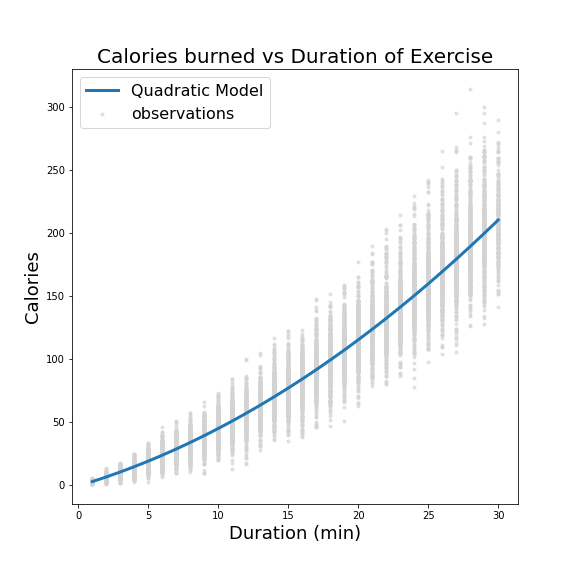 Calories burned vs Duration of Exercise
Quadratic Model
observations
300
250
200
150
100
50
0
Calories
0 5 10 15 20 25 30
Duration (min)